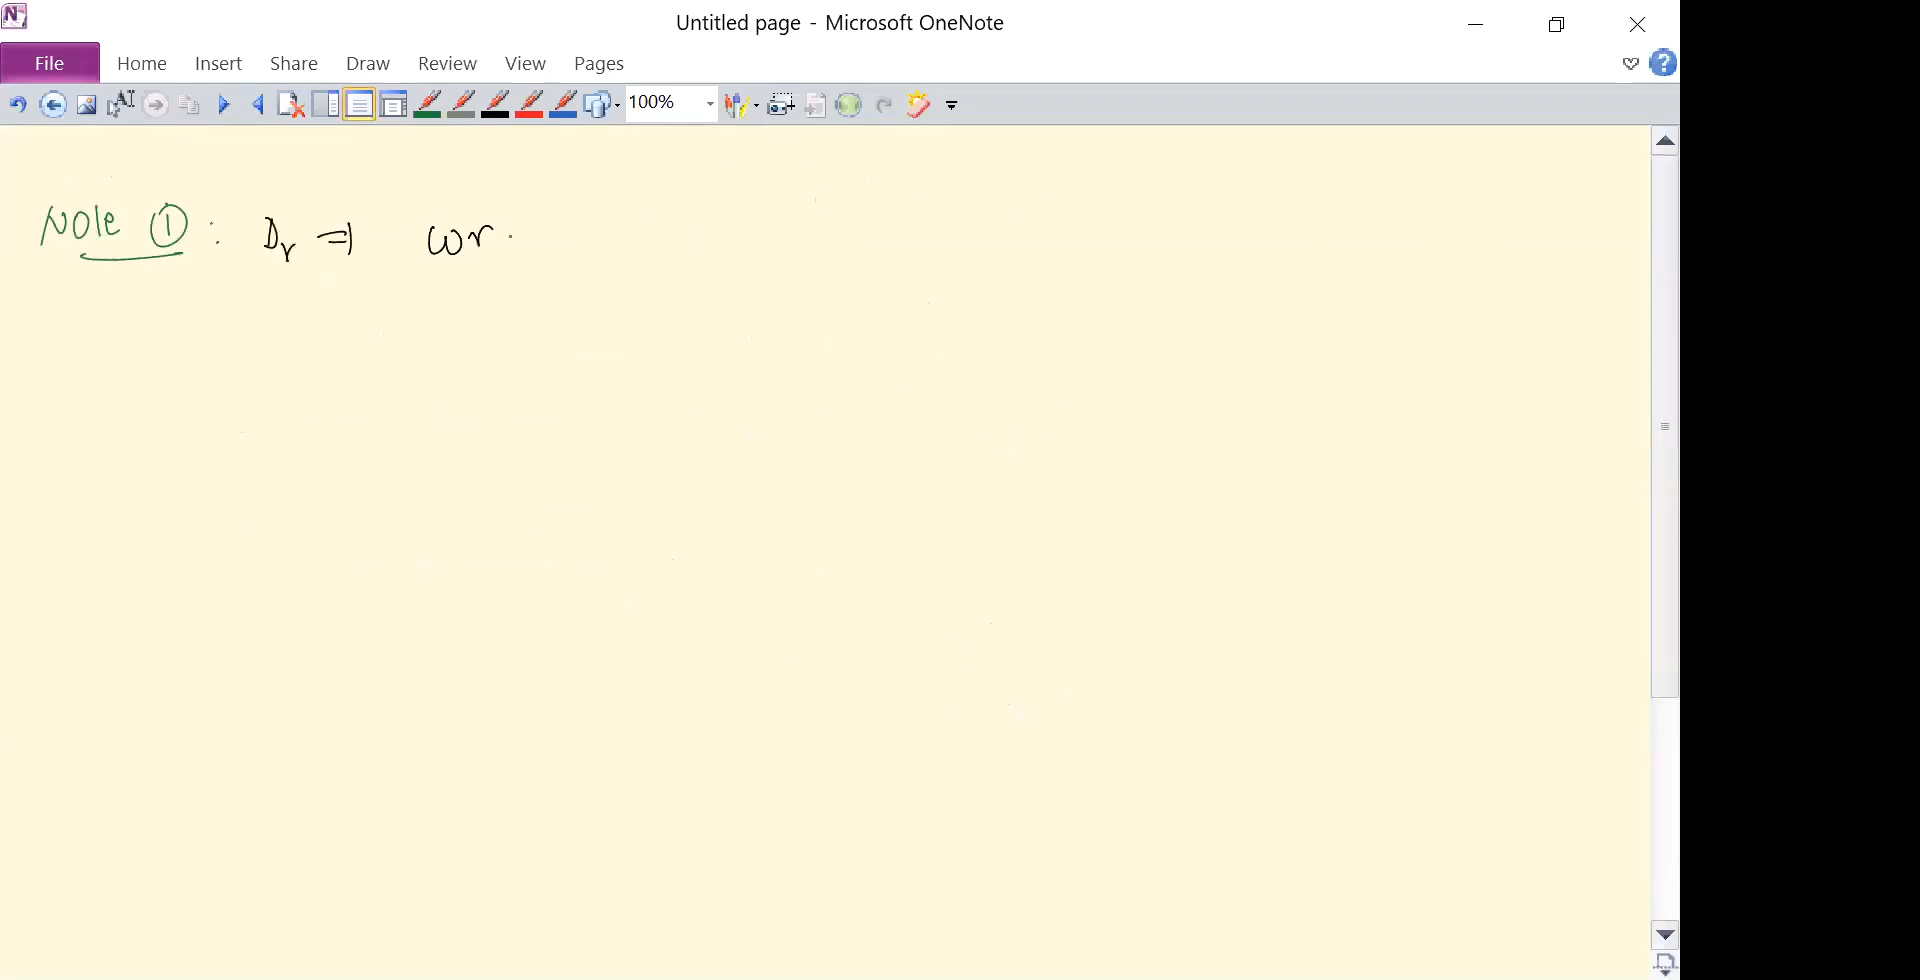 Untitled page - Microsoft OneNote
File Home Insert Share Draw Review View Pages
100%
Note ① : Dr ⇒ wr